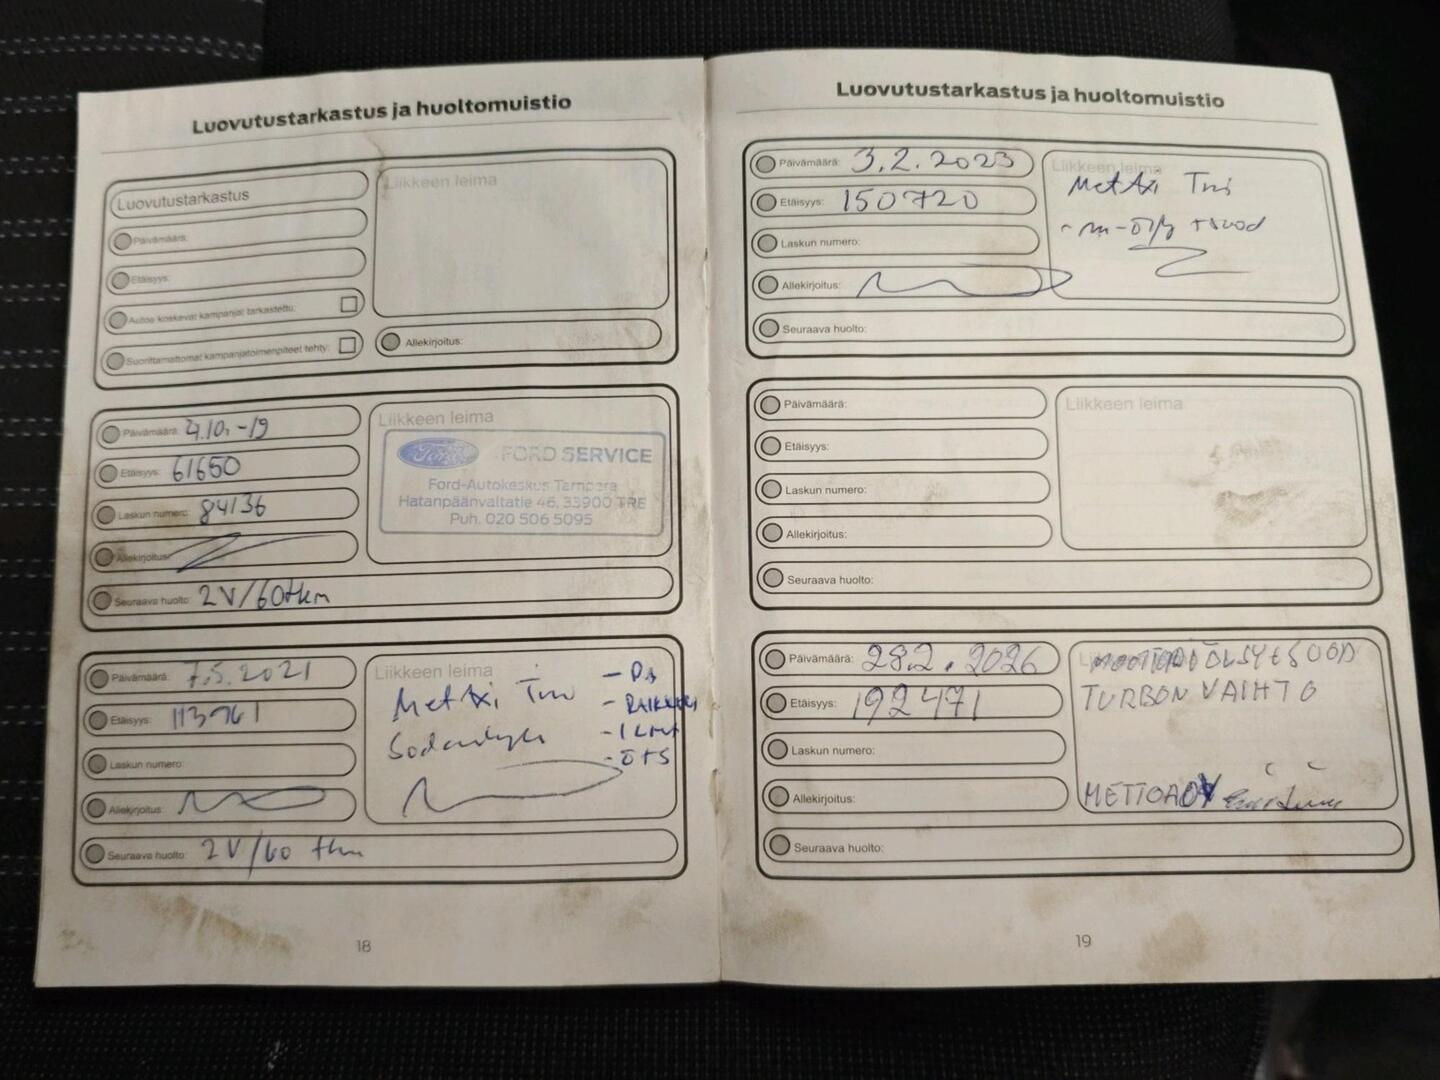 Luovutustarkastus ja huoltomuistio
Luovutustarkastus
Päivämäärä:
Etäisyys:
Autoa koskevat kampanjat tarkastettu:
Suorittamattomat kampanjatoimenpiteet tehty:
Liikkeen leima
Allekirjoitus:
Päivämäärä: 4.10.-19
Etäisyys: 61650
Laskun numero: 84136
Allekirjoitus:
Seuraava huolto: 2V/60tkm
Liikkeen leima
Ford FORD SERVICE
Ford-Autokeskus Tampere
Hatanpäänvaltatie 46, 33900 TRE
Puh. 020 506 5095
Päivämäärä: 7.5.2021
Etäisyys:
Laskun numero:
Allekirjoitus:
Seuraava huolto: 2V/60 tkm
Liikkeen leima
MetAxi Tmi
18
Luovutustarkastus ja huoltomuistio
Päivämäärä: 3.2.2023
Etäisyys: 150720
Laskun numero:
Allekirjoitus:
Seuraava huolto:
Liikkeen leima
MetAxi Tmi
Päivämäärä:
Etäisyys:
Laskun numero:
Allekirjoitus:
Seuraava huolto:
Liikkeen leima
Päivämäärä: 28.2.2026
Etäisyys: 192471
Laskun numero:
Allekirjoitus:
Seuraava huolto:
TURBON VAIHTO
19